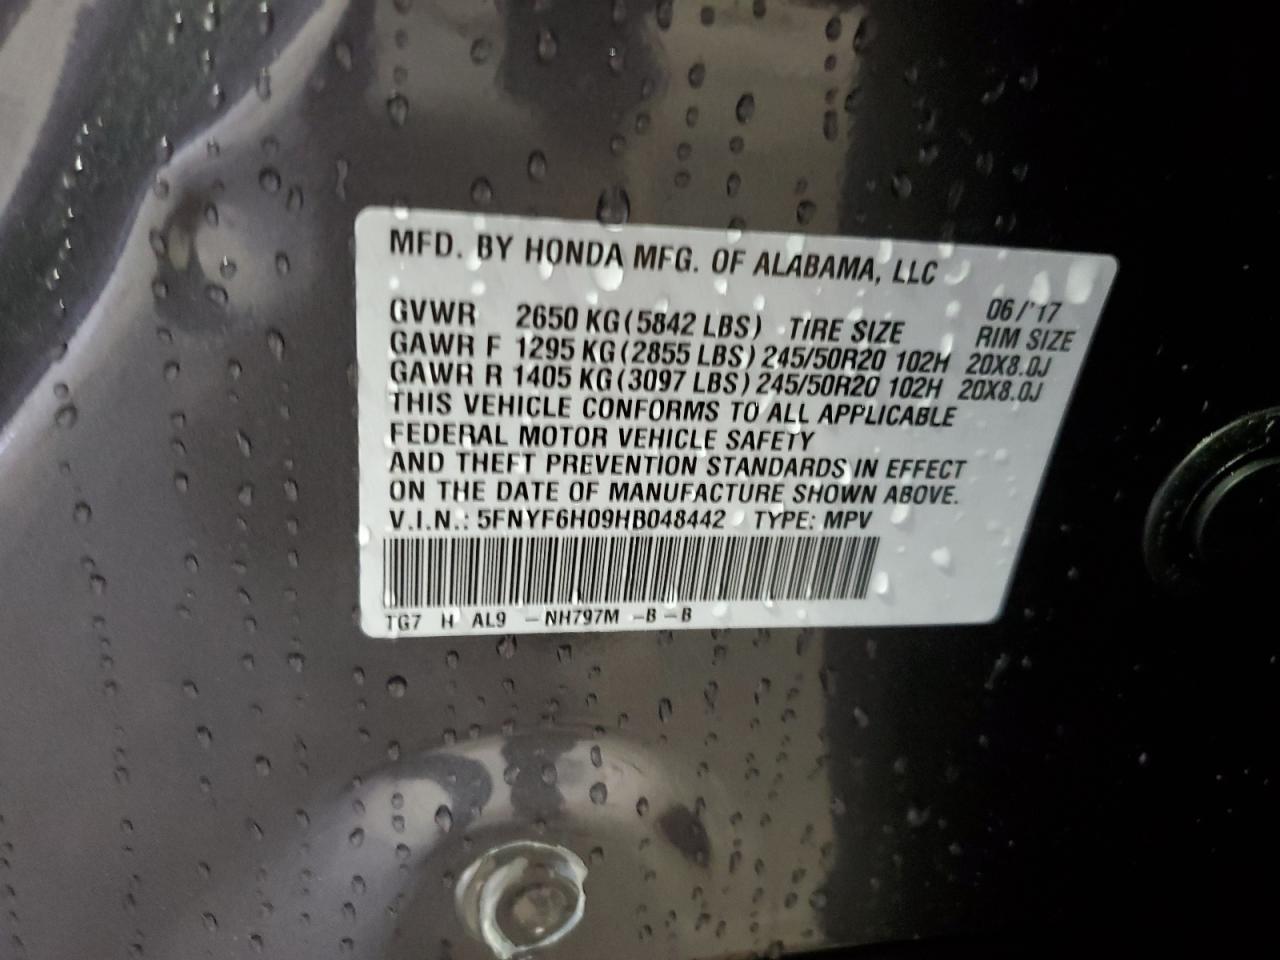 MFD. BY HONDA MFG. OF ALABAMA, LLC
06/'17
GVWR 2650 KG(5842 LBS) TIRE SIZE RIM SIZE
GAWR F 1295 KG(2855 LBS) 245/50R20 102H 20X8.0J
GAWR R 1405 KG(3097 LBS) 245/50R20 102H 20X8.0J
THIS VEHICLE CONFORMS TO ALL APPLICABLE
FEDERAL MOTOR VEHICLE SAFETY
AND THEFT PREVENTION STANDARDS IN EFFECT
ON THE DATE OF MANUFACTURE SHOWN ABOVE.
V.I.N.: 5FNYF6H09HB048442 TYPE: MPV
TG7 H AL9 -NH797M -B-B